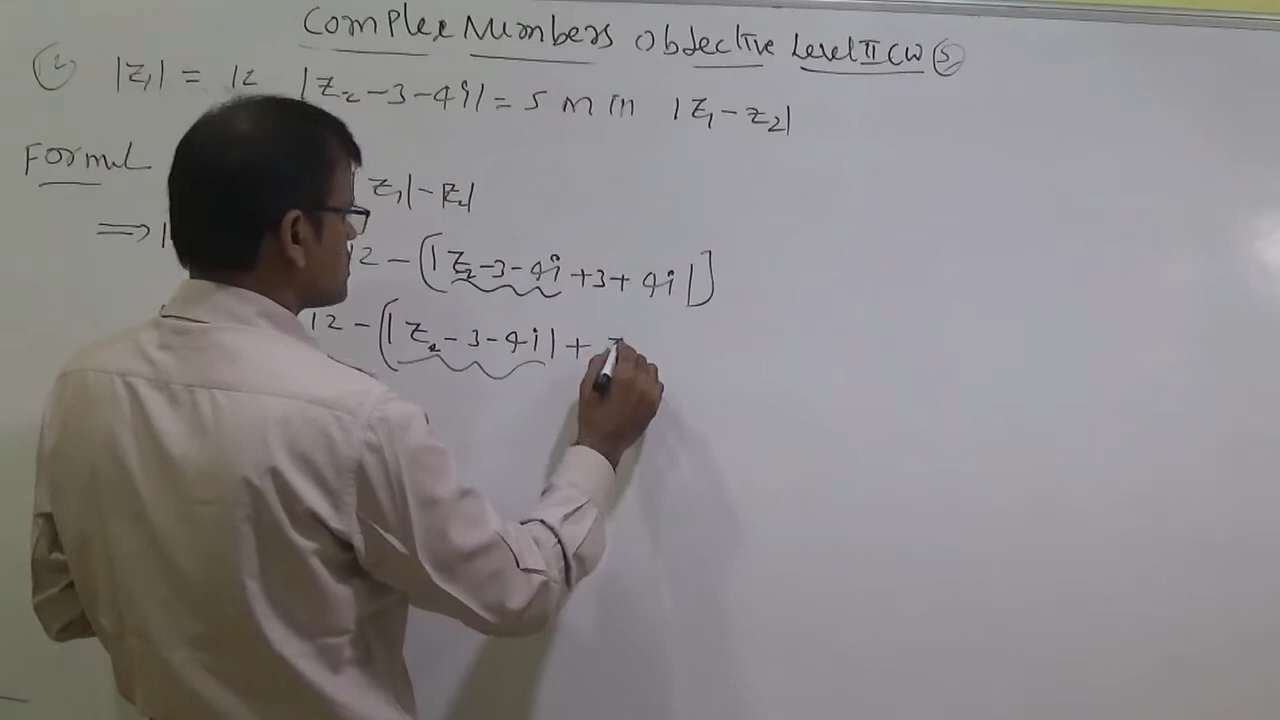 Complex Numbers Objective Level II CW (5)
|z₁| = 12 |z₂-3-4i| = 5 min |z₁-z₂|
Formul
z₁|-|z₂|
⇒ |
12 - (|z₂-3-4i+3+4i|]
12 - (|z₂-3-4i| +